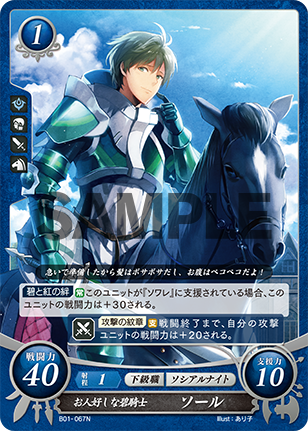 1
SAMPLE
急いで準備したから髪はボサボサだし、お腹はペコペコだよ！
碧と紅の絆 常 このユニットが『ソワレ』に支援されている場合、このユニットの戦闘力は＋30される。
攻撃の紋章 支 戦闘終了まで、自分の攻撃ユニットの戦闘力は＋20される。
戦闘力 40
射程 1
下級職 ソシアルナイト
支援力 10
お人好しな碧騎士 ソール
B01-067N
Illust：あり子